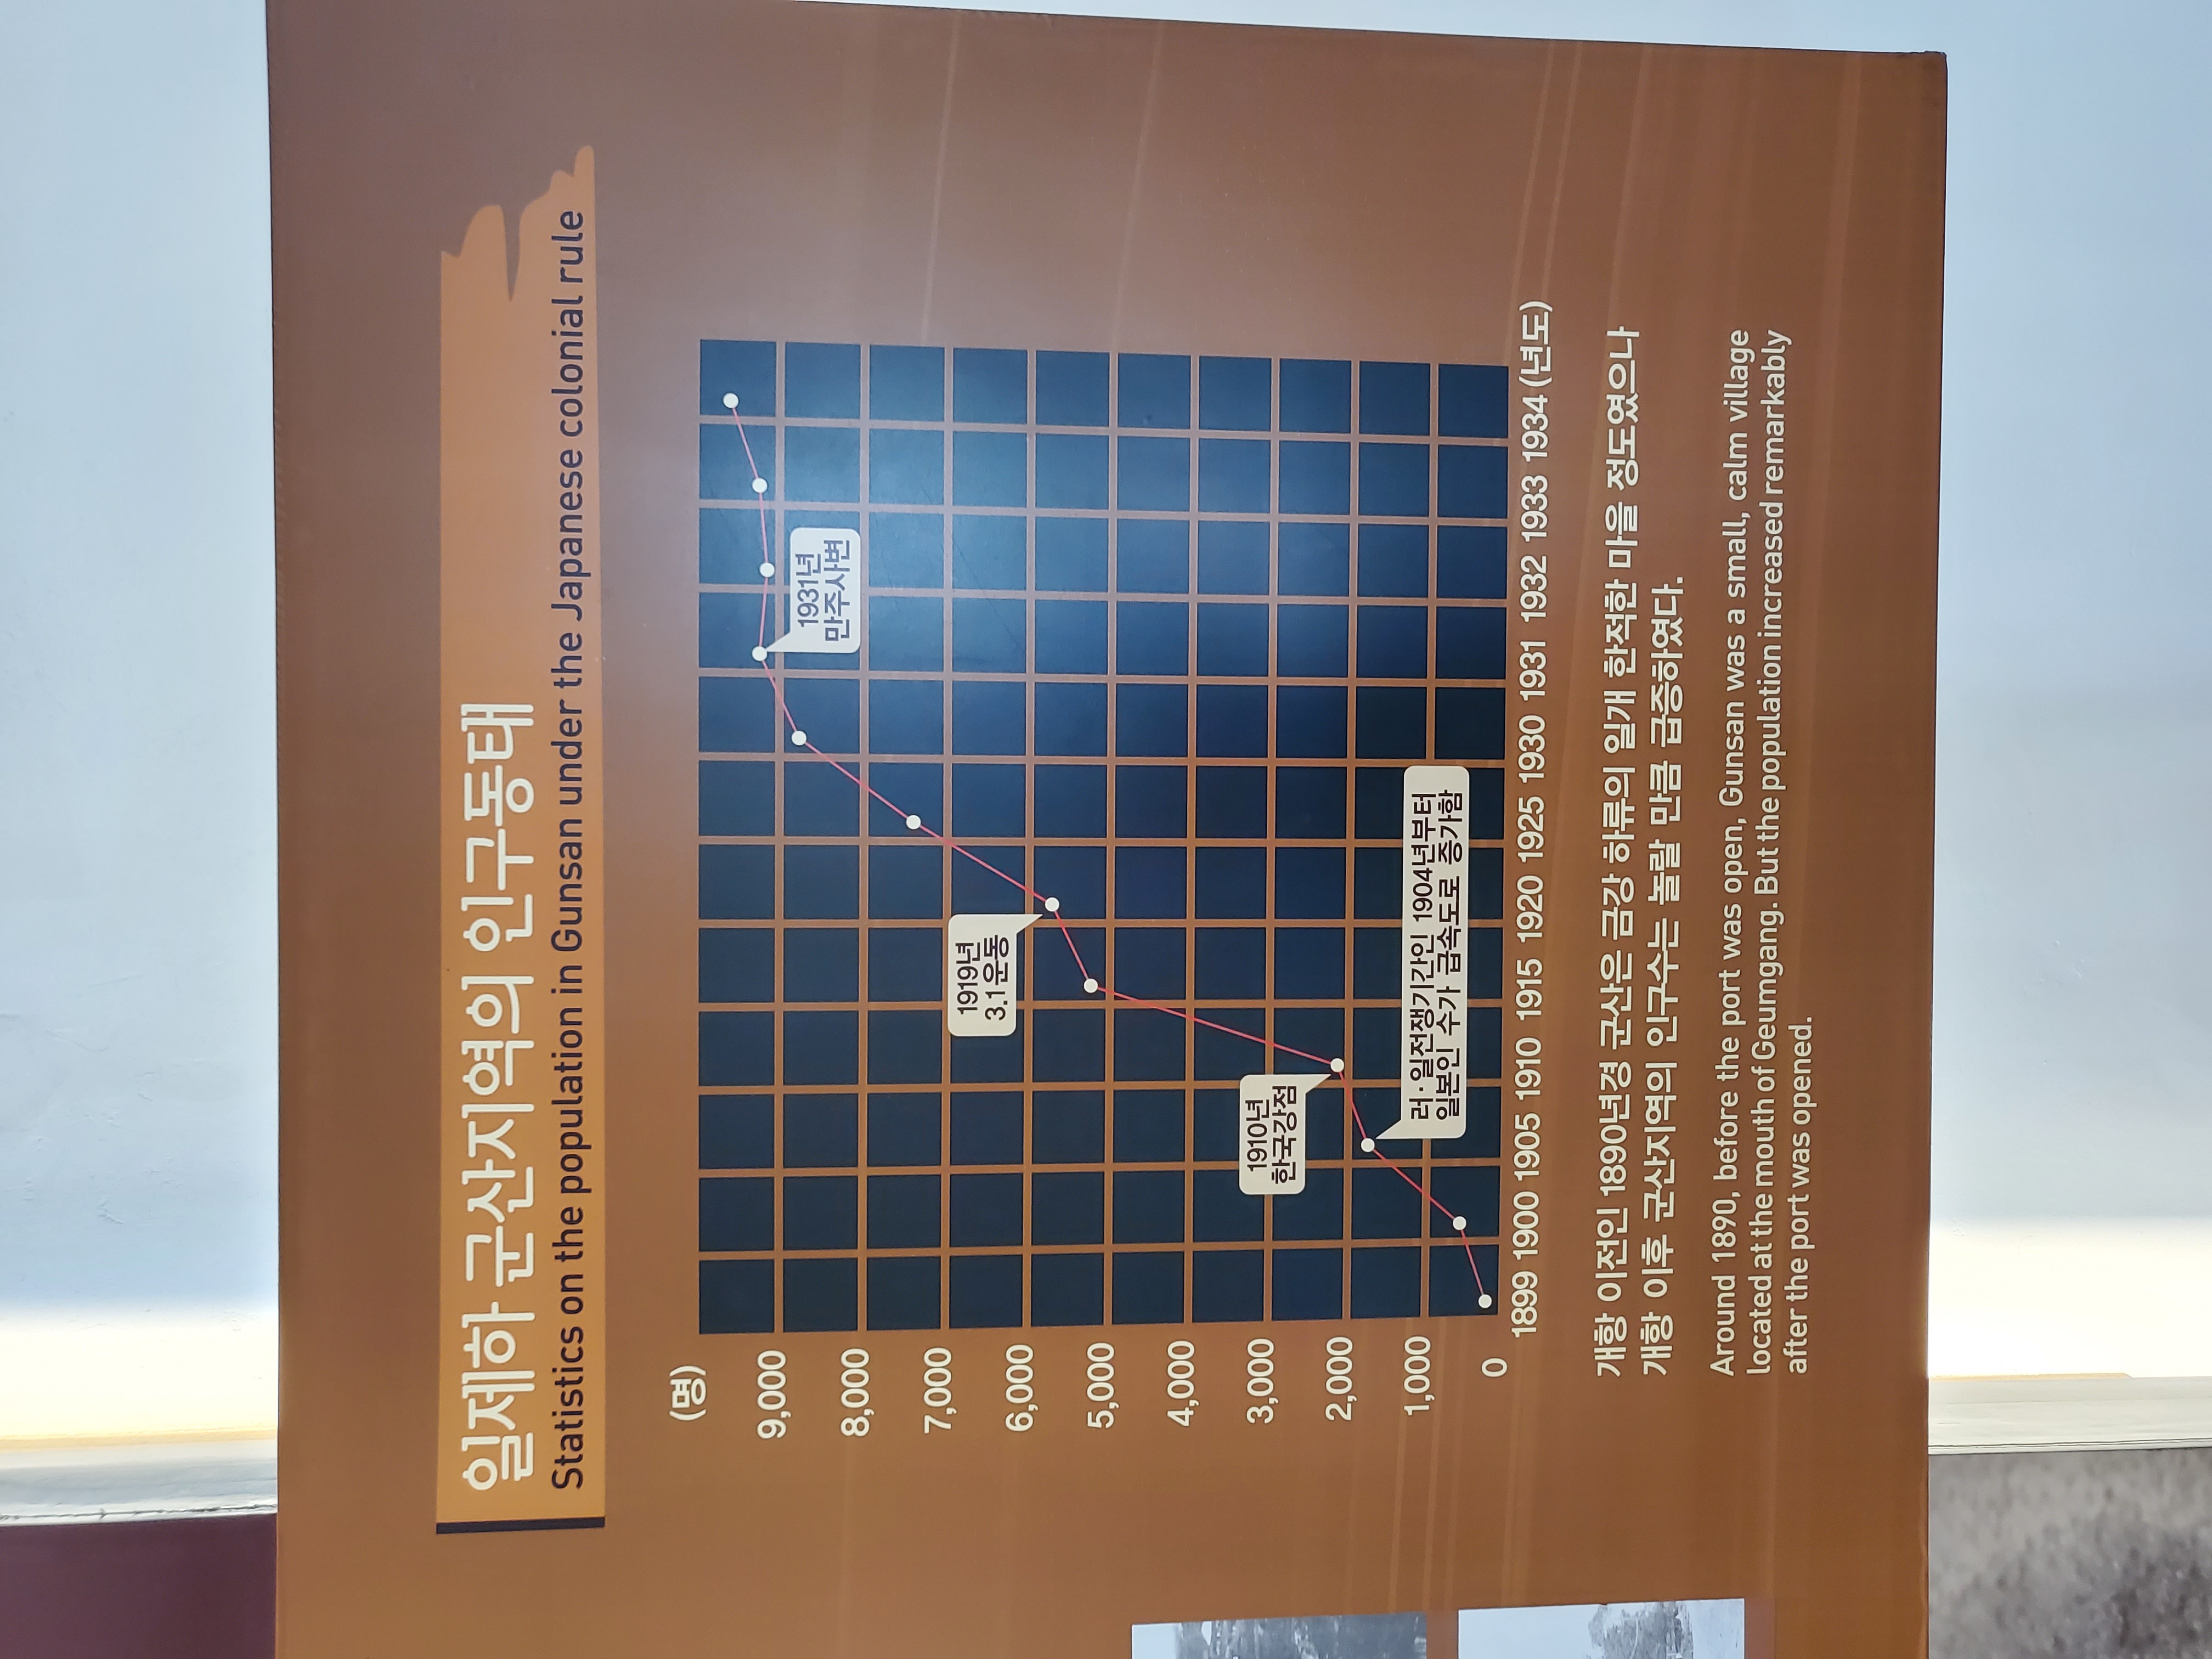 일제하 군산지역의 인구동태
Statistics on the population in Gunsan under the Japanese colonial rule
(명)
9,000
8,000
7,000
6,000
5,000
4,000
3,000
2,000
1,000
0
1931년
만주사변
1919년
3.1운동
1910년
한국강점
러·일전쟁기간인 1904년부터
일본인 수가 급속도로 증가함
1899 1900 1905 1910 1915 1920 1925 1930 1931 1932 1933 1934 (년도)
개항 이전인 1890년경 군산은 금강 하류의 일개 한적한 마을 정도였으나
개항 이후 군산지역의 인구수는 놀랄 만큼 급증하였다.
Around 1890, before the port was open, Gunsan was a small, calm village
located at the mouth of Geumgang. But the population increased remarkably
after the port was opened.